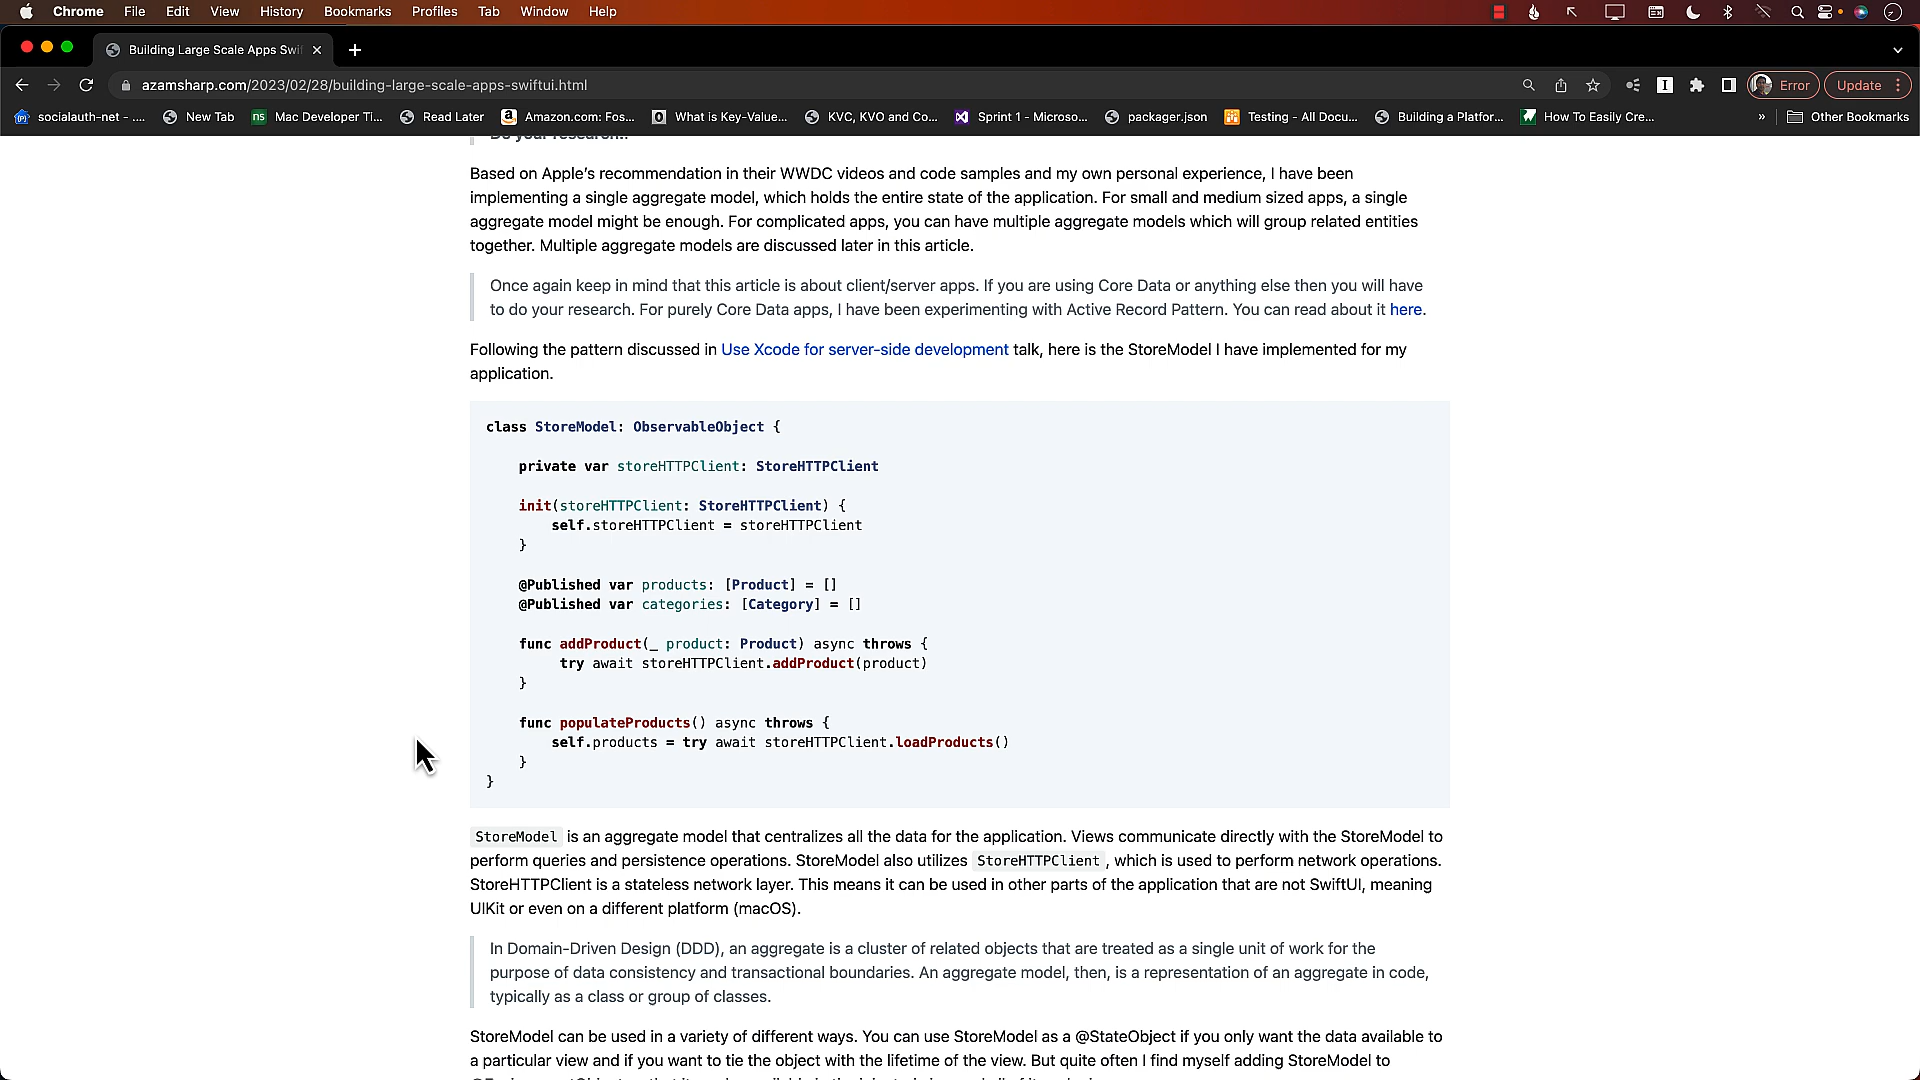 Chrome File Edit View History Bookmarks Profiles Tab Window Help
Building Large Scale Apps Swif
azamsharp.com/2023/02/28/building-large-scale-apps-swiftui.html
Error
Update
socialauth-net - .... New Tab ns Mac Developer Ti... Read Later Amazon.com: Fos... What is Key-Value... KVC, KVO and Co... Sprint 1 - Microso... packager.json Testing - All Docu... Building a Platfor... How To Easily Cre... » Other Bookmarks
Do your research..
Based on Apple's recommendation in their WWDC videos and code samples and my own personal experience, I have been
implementing a single aggregate model, which holds the entire state of the application. For small and medium sized apps, a single
aggregate model might be enough. For complicated apps, you can have multiple aggregate models which will group related entities
together. Multiple aggregate models are discussed later in this article.
Once again keep in mind that this article is about client/server apps. If you are using Core Data or anything else then you will have
to do your research. For purely Core Data apps, I have been experimenting with Active Record Pattern. You can read about it here.
Following the pattern discussed in Use Xcode for server-side development talk, here is the StoreModel I have implemented for my
application.
class StoreModel: ObservableObject {
private var storeHTTPClient: StoreHTTPClient
init(storeHTTPClient: StoreHTTPClient) {
self.storeHTTPClient = storeHTTPClient
}
@Published var products: [Product] = []
@Published var categories: [Category] = []
func addProduct(_ product: Product) async throws {
try await storeHTTPClient.addProduct(product)
}
func populateProducts() async throws {
self.products = try await storeHTTPClient.loadProducts()
}
}
StoreModel is an aggregate model that centralizes all the data for the application. Views communicate directly with the StoreModel to
perform queries and persistence operations. StoreModel also utilizes StoreHTTPClient, which is used to perform network operations.
StoreHTTPClient is a stateless network layer. This means it can be used in other parts of the application that are not SwiftUI, meaning
UIKit or even on a different platform (macOS).
In Domain-Driven Design (DDD), an aggregate is a cluster of related objects that are treated as a single unit of work for the
purpose of data consistency and transactional boundaries. An aggregate model, then, is a representation of an aggregate in code,
typically as a class or group of classes.
StoreModel can be used in a variety of different ways. You can use StoreModel as a @StateObject if you only want the data available to
a particular view and if you want to tie the object with the lifetime of the view. But quite often I find myself adding StoreModel to